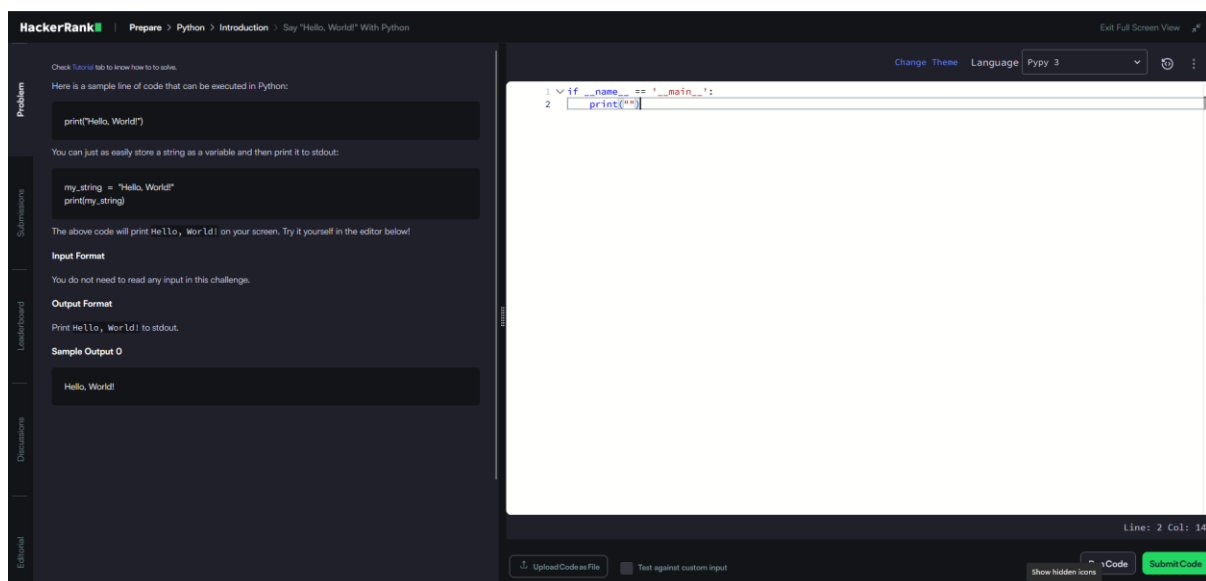 HackerRank | Prepare > Python > Introduction > Say "Hello, World!" With Python
Exit Full Screen View
Problem
Submissions
Leaderboard
Discussions
Editorial
Check Tutorial tab to know how to to solve.
Here is a sample line of code that can be executed in Python:
print("Hello, World!")
You can just as easily store a string as a variable and then print it to stdout:
my_string = "Hello, World!"
print(my_string)
The above code will print Hello, World! on your screen. Try it yourself in the editor below!
Input Format
You do not need to read any input in this challenge.
Output Format
Print Hello, World! to stdout.
Sample Output 0
Hello, World!
Change Theme Language Pypy 3
1 if __name__ == '__main__':
2 print("")
Line: 2 Col: 14
Upload Code as File
Test against custom input
Code
Submit Code
Show hidden icons